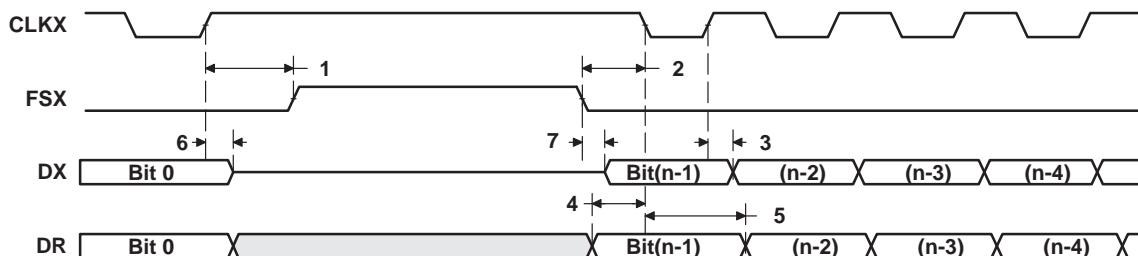 CLKX
1 2
FSX
6 7 3
DX Bit 0 Bit(n-1) (n-2) (n-3) (n-4)
4 5
DR Bit 0 Bit(n-1) (n-2) (n-3) (n-4)